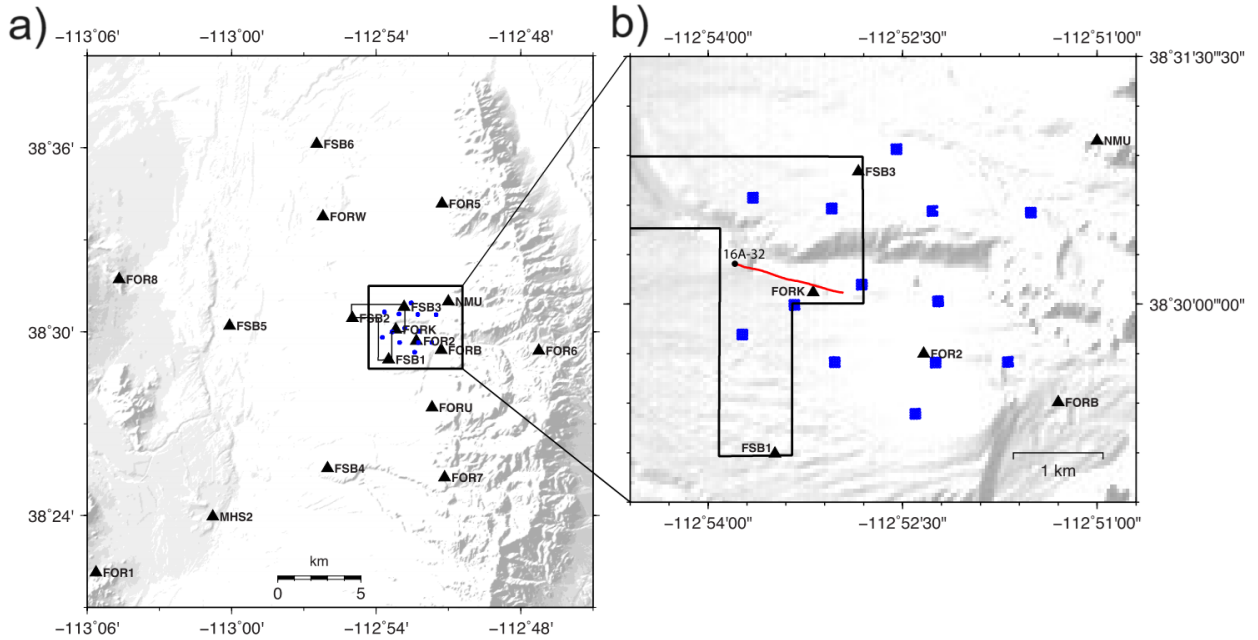 a)
−113°06'
−113°00'
−112°54'
−112°48'
38°36'
38°30'
38°24'
FSB6
FORW
FOR5
FOR8
FSB5
FSB2
FSB3
NMU
FORK
FOR2
FORB
FSB1
FOR6
FORU
FSB4
FOR7
MHS2
FOR1
km
0
5
−113°06'
−113°00'
−112°54'
−112°48'
b)
−112°54'00"
−112°52'30"
−112°51'00"
38°31'30"'30"
NMU
FSB3
16A-32
FORK
38°30'00"'00"
FOR2
FORB
FSB1
1 km
−112°54'00"
−112°52'30"
−112°51'00"